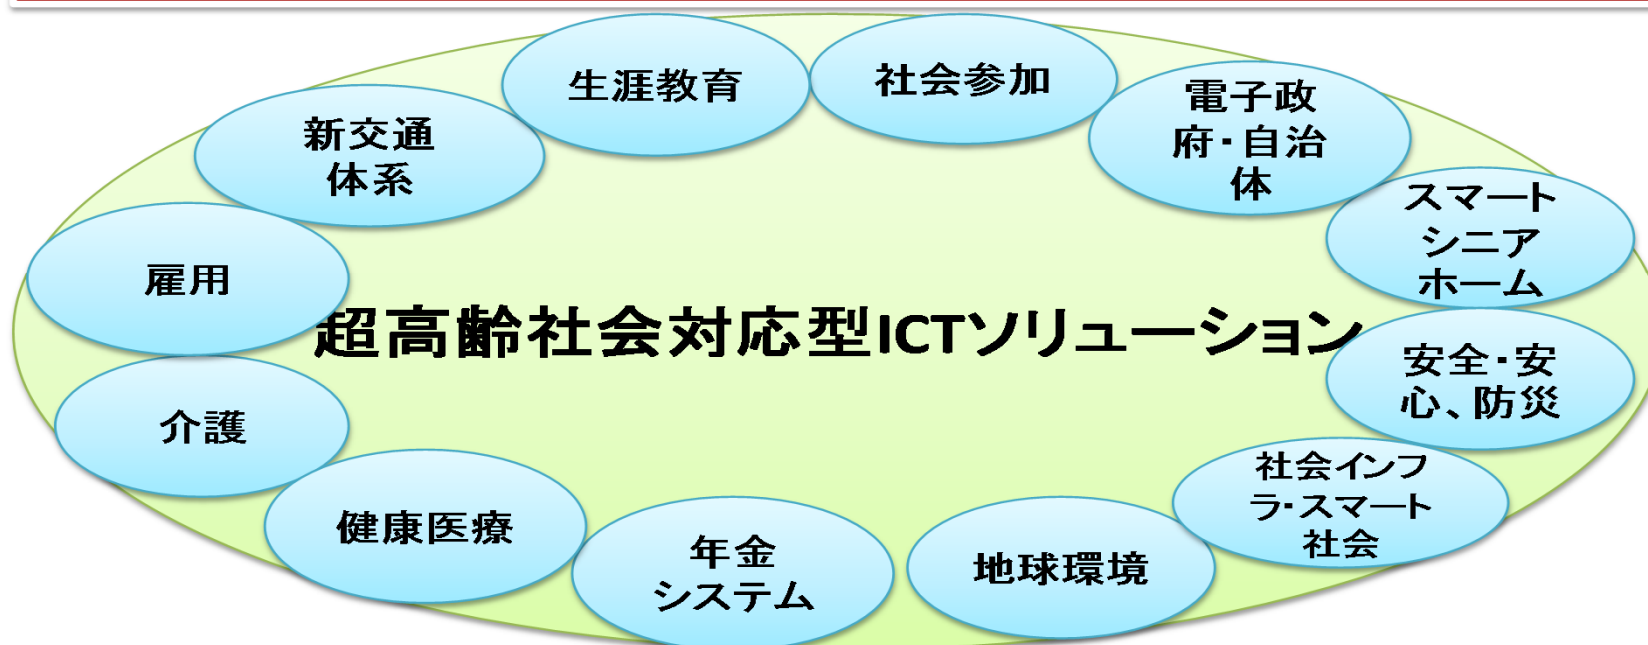 生涯教育
社会参加
電子政
府・自治
体
新交通
体系
スマート
シニア
ホーム
雇用
超高齢社会対応型ICTソリューション
安全・安
心、防災
介護
社会インフ
ラ・スマート
社会
健康医療
年金
システム
地球環境